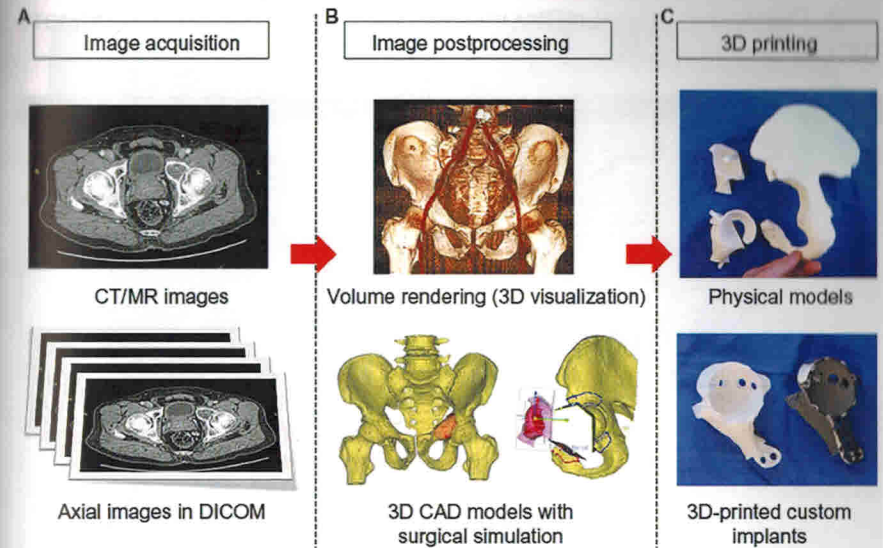 A
Image acquisition
CT/MR images
Axial images in DICOM
B
Image postprocessing
Volume rendering (3D visualization)
3D CAD models with
surgical simulation
C
3D printing
Physical models
3D-printed custom
implants